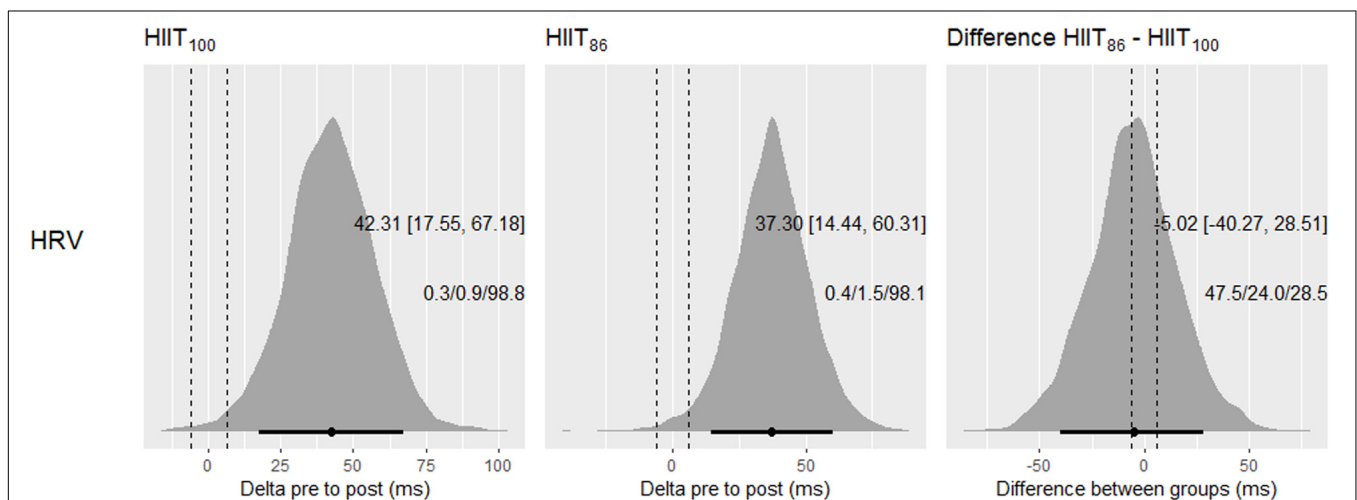 HIIT100
HIIT86
Difference HIIT86 - HIIT100
HRV
42.31 [17.55, 67.18]
0.3/0.9/98.8
37.30 [14.44, 60.31]
0.4/1.5/98.1
-5.02 [-40.27, 28.51]
47.5/24.0/28.5
0 25 50 75 100
0 50
-50 0 50
Delta pre to post (ms)
Delta pre to post (ms)
Difference between groups (ms)